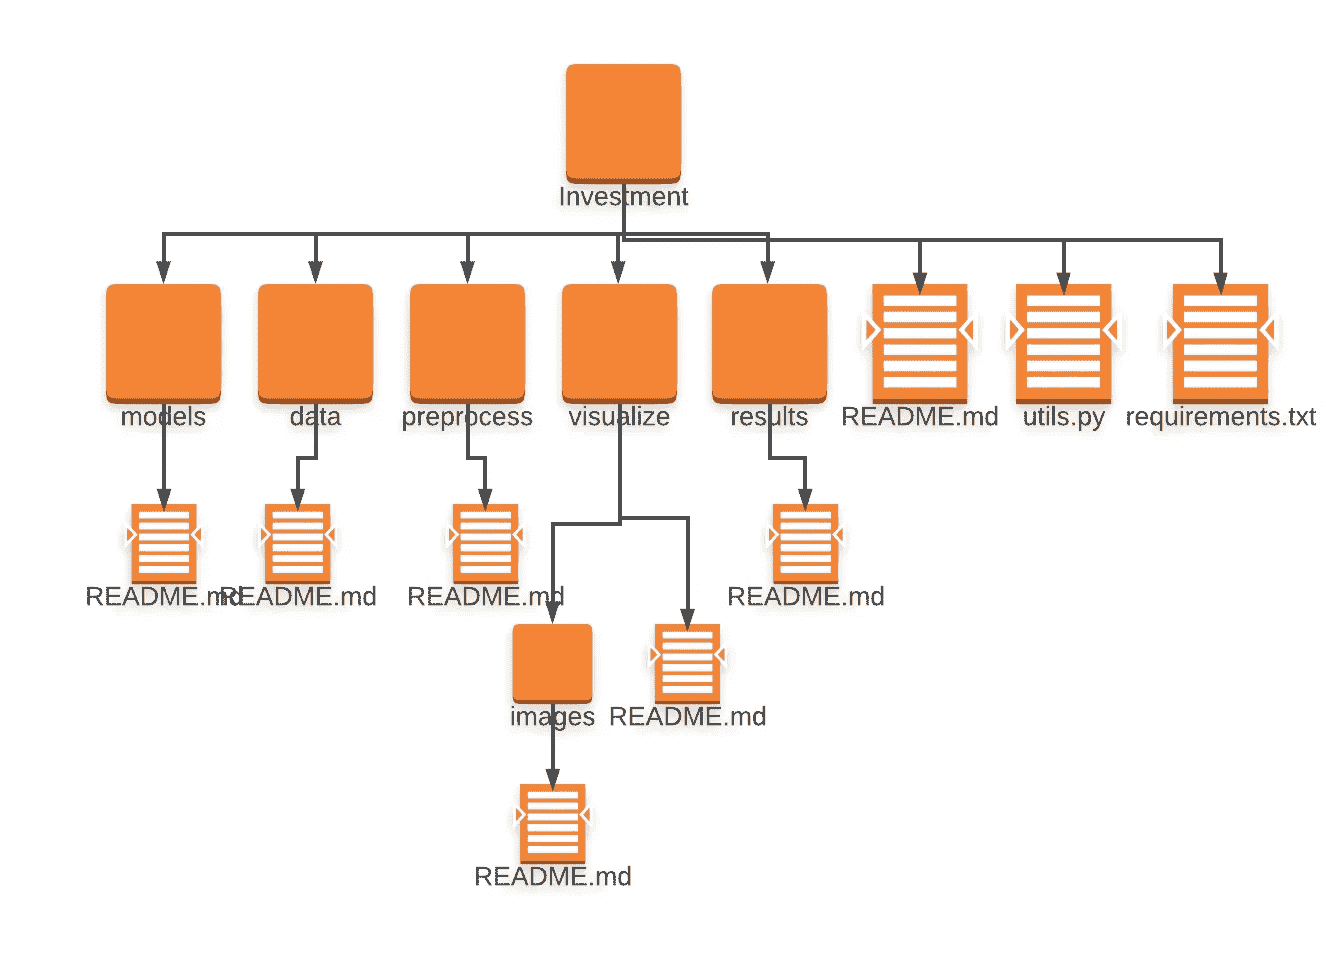 Investment
models
data
preprocess
visualize
results
README.md
utils.py
requirements.txt
README.md
README.md
README.md
README.md
images
README.md
README.md